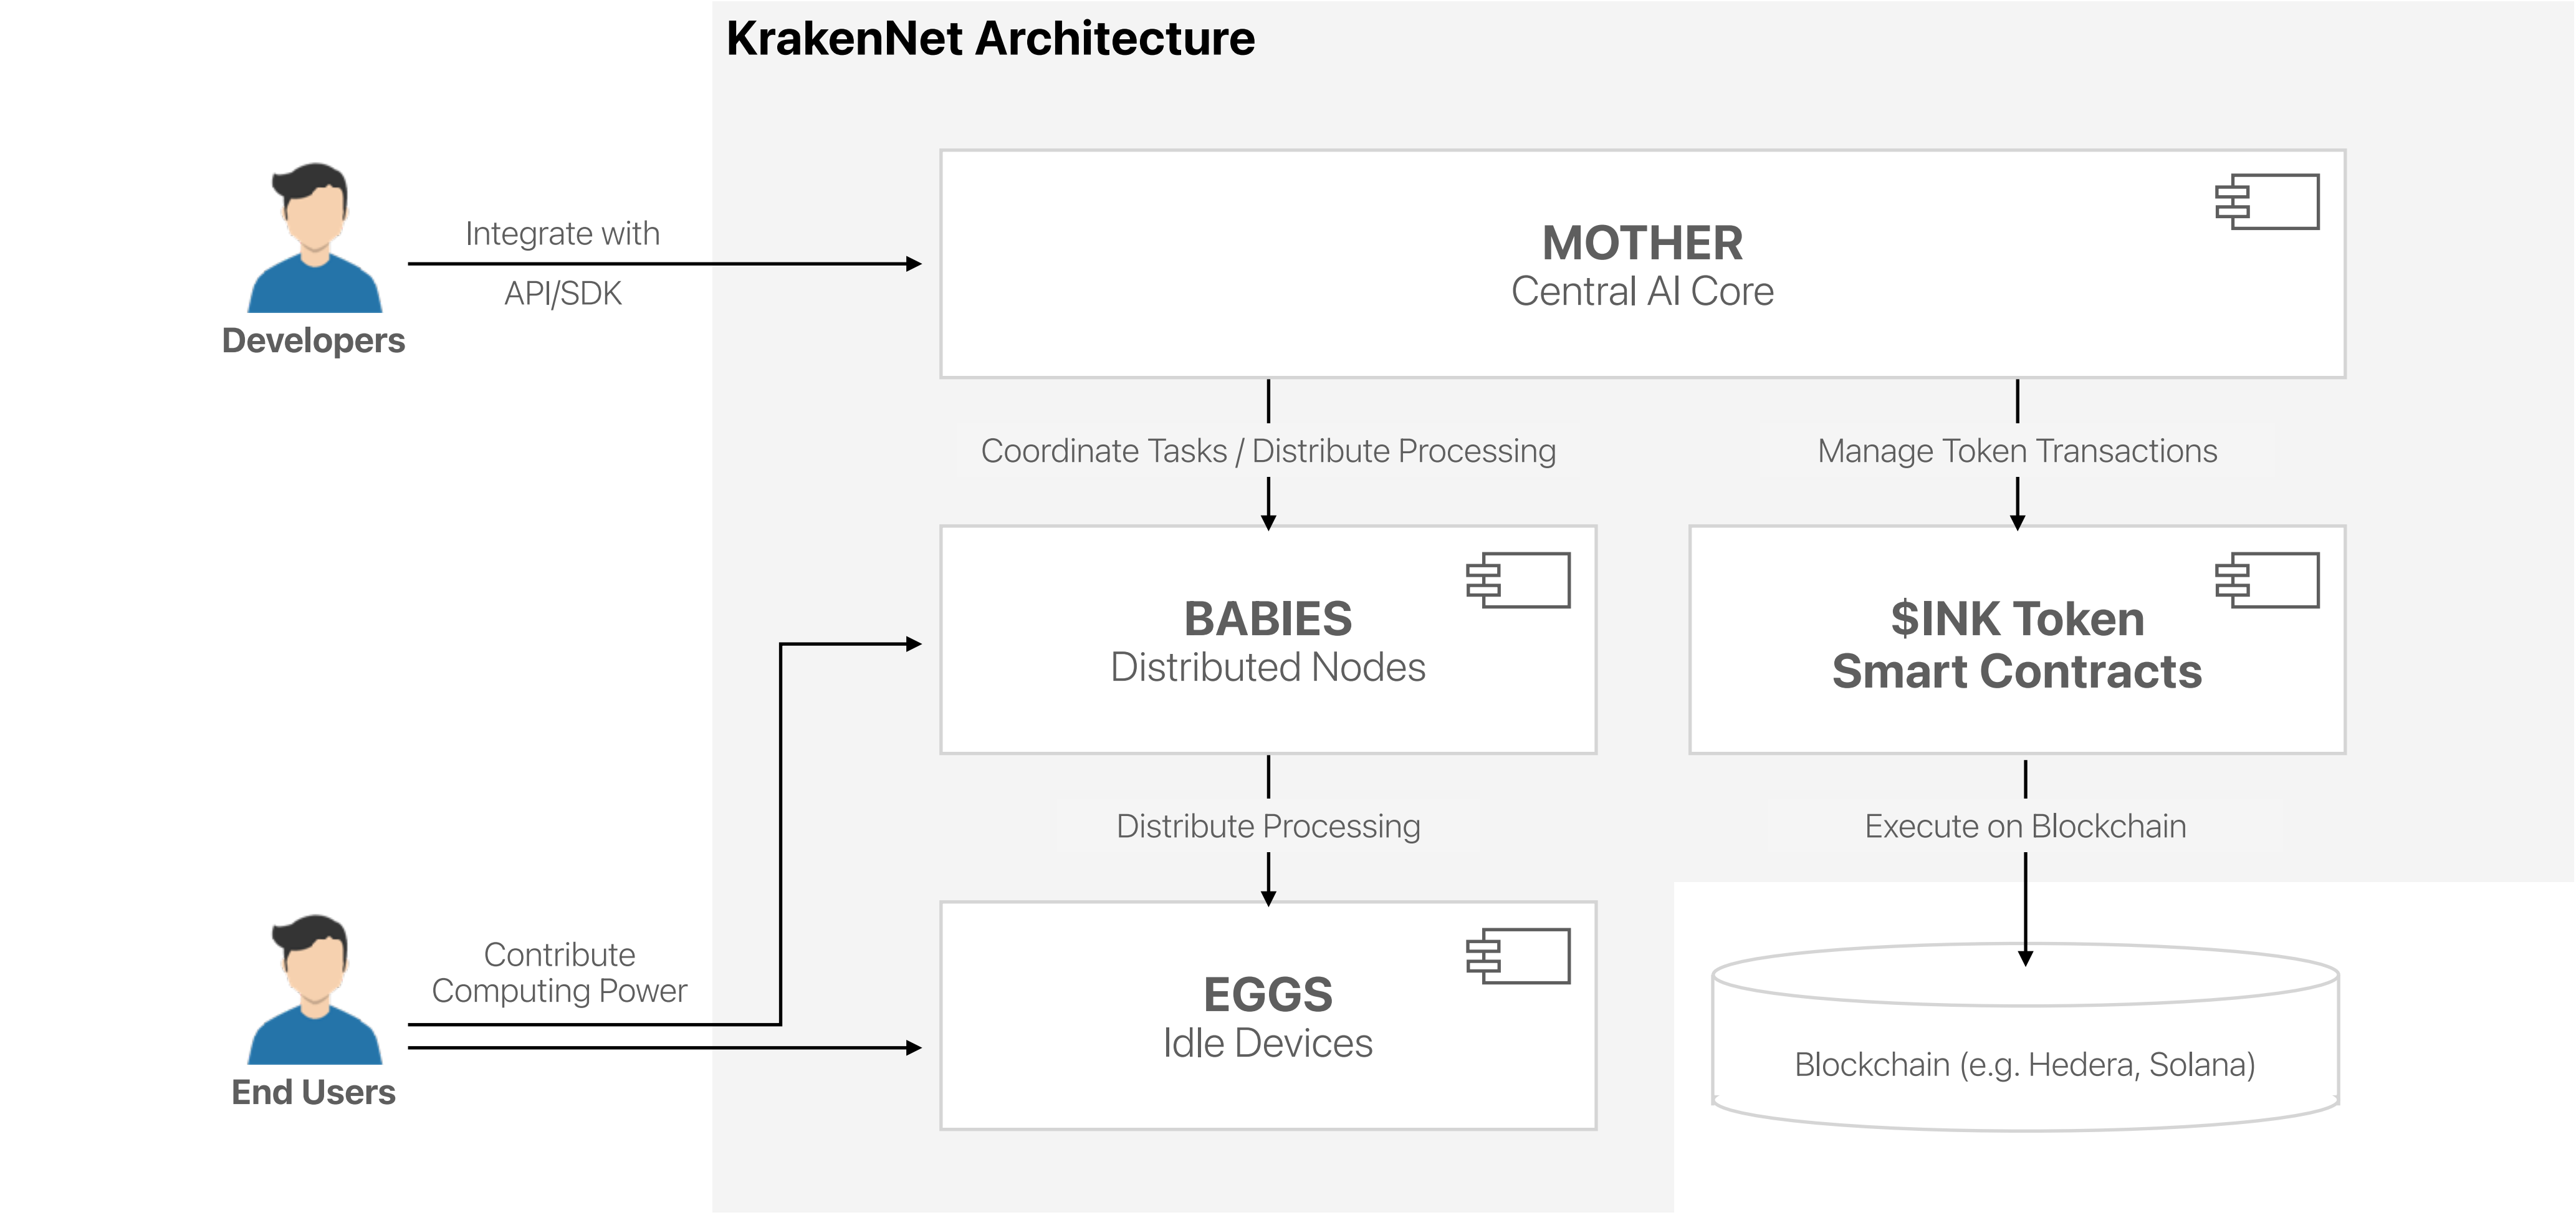 KrakenNet Architecture
Integrate with
API/SDK
Developers
MOTHER
Central AI Core
Coordinate Tasks / Distribute Processing
Manage Token Transactions
BABIES
Distributed Nodes
$INK Token
Smart Contracts
Distribute Processing
Execute on Blockchain
Contribute
Computing Power
End Users
EGGS
Idle Devices
Blockchain (e.g. Hedera, Solana)